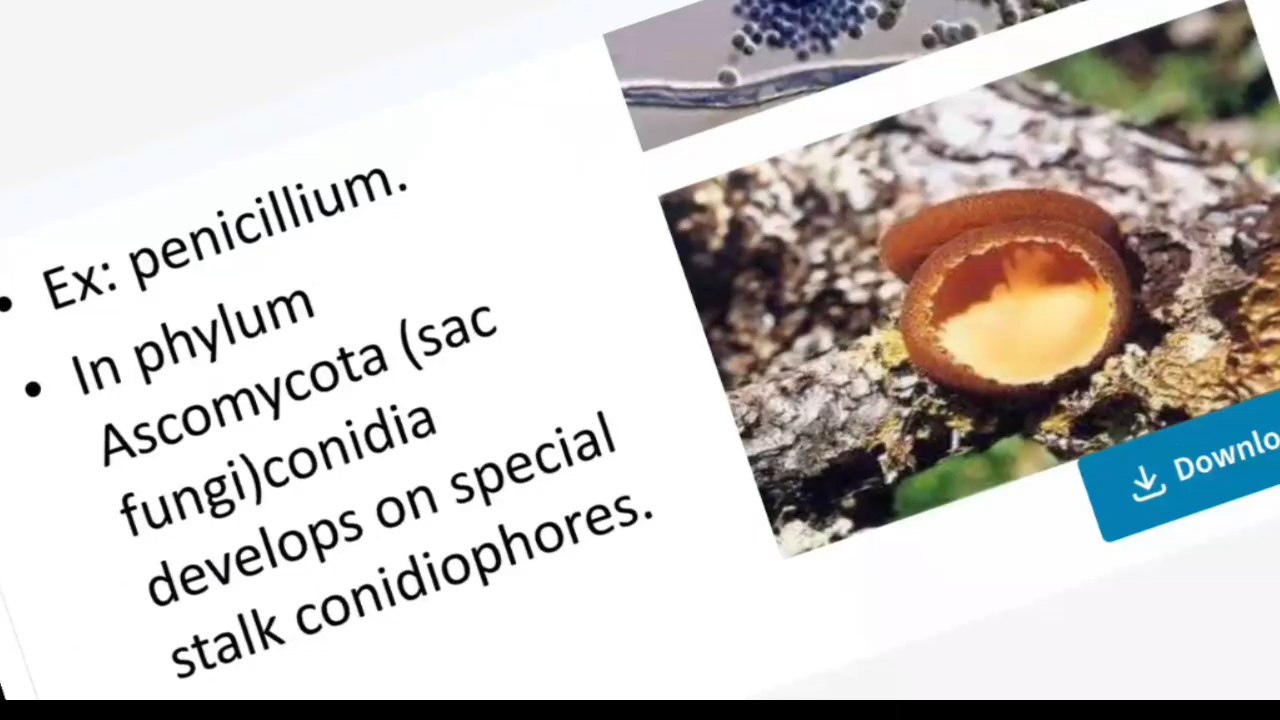 • Ex: penicillium.
• In phylum
Ascomycota (sac
fungi)conidia
develops on special
stalk conidiophores.
Downlo